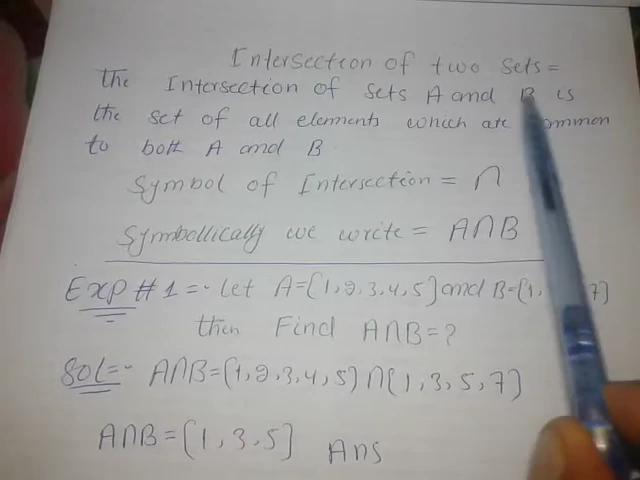 Intersection of two sets=
the Intersection of sets A and B is
the set of all elements which are common
to both A and B
Symbol of Intersection = ∩
Symbollically we write = A∩B
Exp # 1 =- Let A={1,2,3,4,5} and B={1, 7}
then Find A∩B=?
Sol=- A∩B={1,2,3,4,5}∩{1,3,5,7}
A∩B={1,3,5} Ans